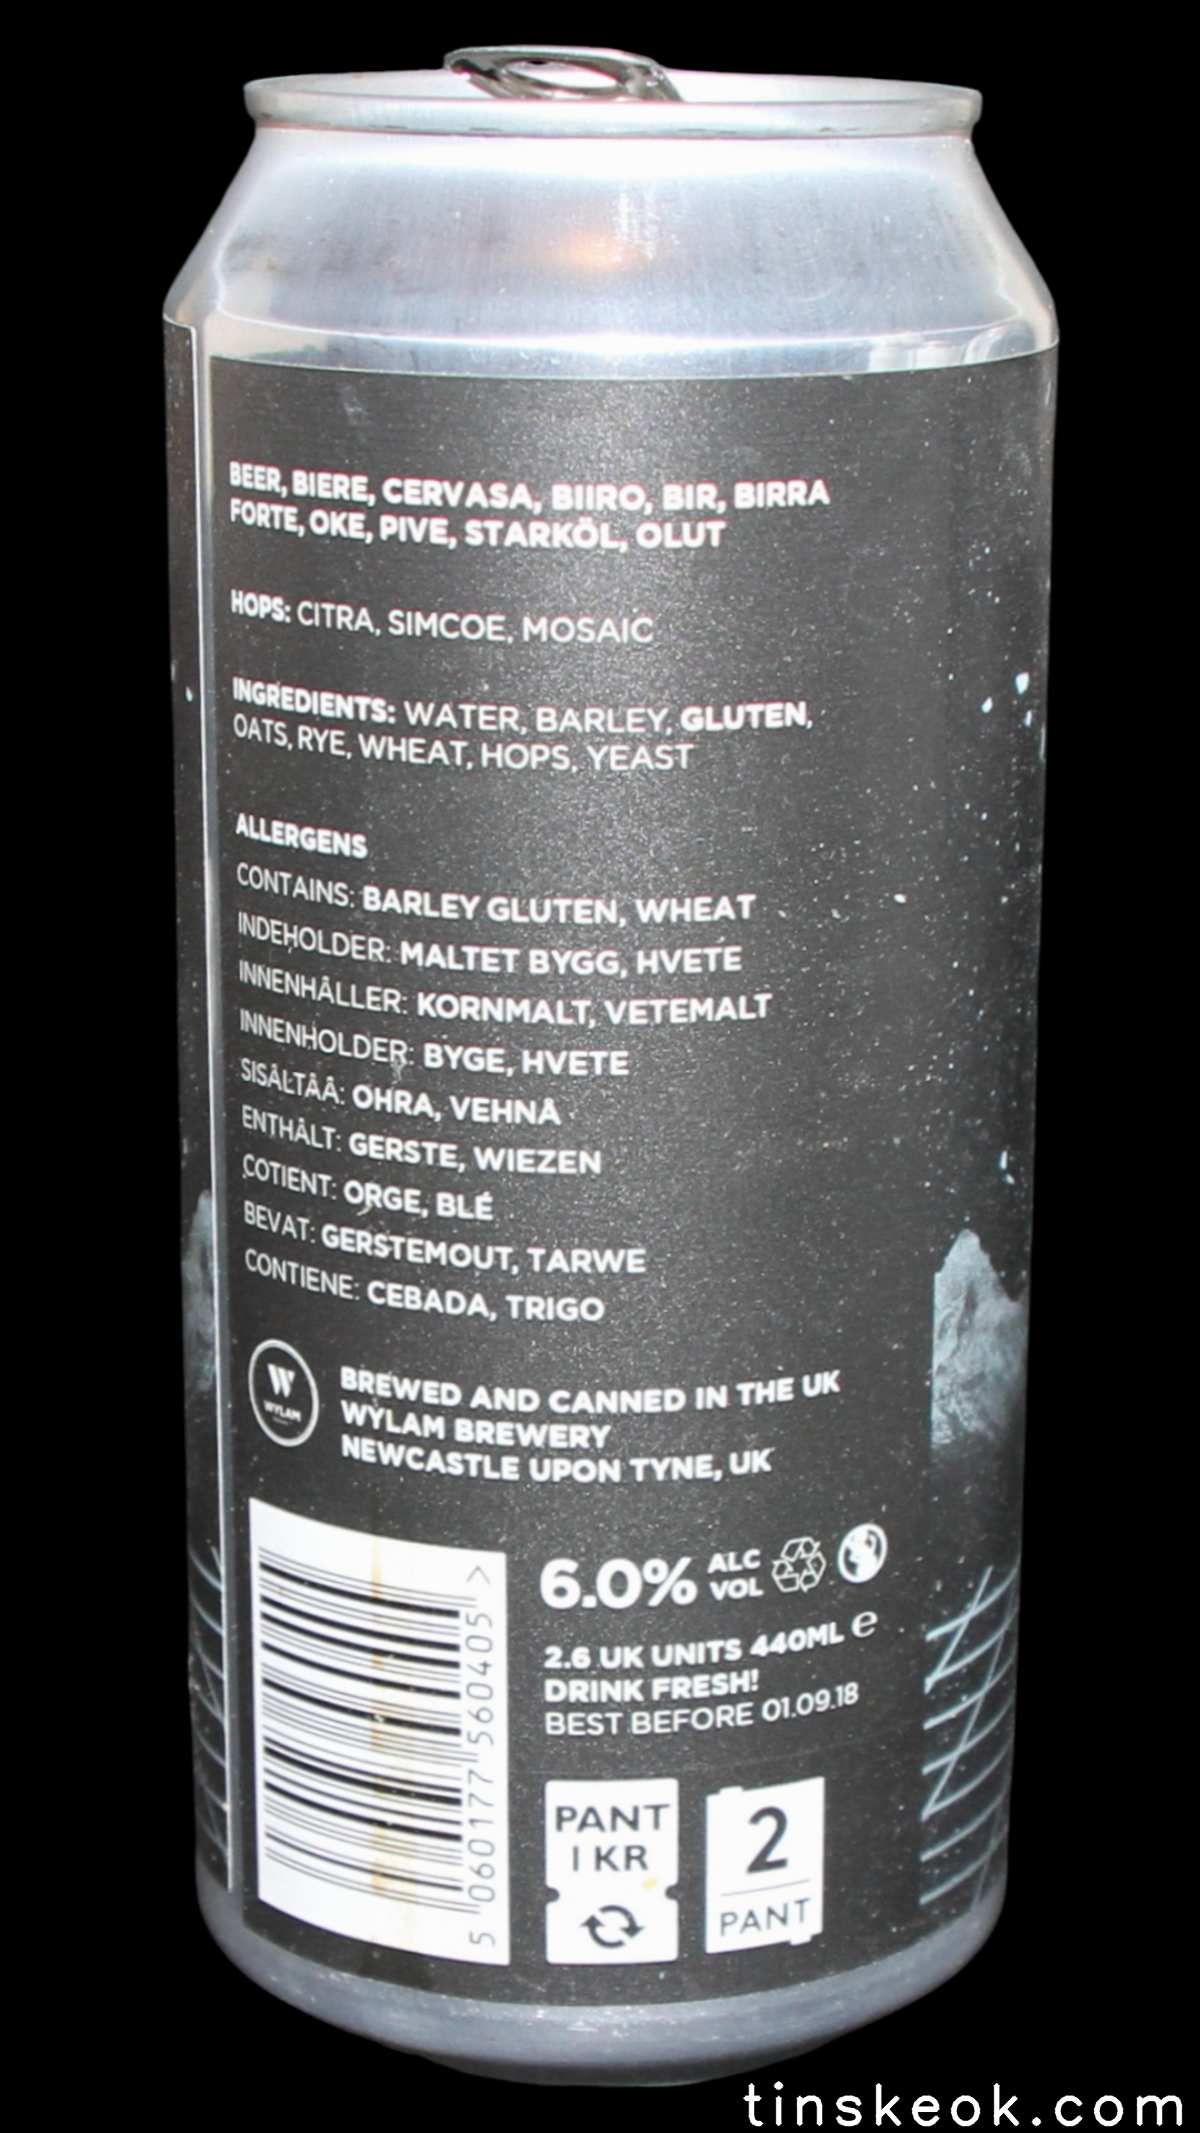 BEER, BIERE, CERVASA, BIIRO, BIR, BIRRA
FORTE, OKE, PIVE, STARKÖL, OLUT
HOPS: CITRA, SIMCOE, MOSAIC
INGREDIENTS: WATER, BARLEY, GLUTEN,
OATS, RYE, WHEAT, HOPS, YEAST
ALLERGENS
CONTAINS: BARLEY GLUTEN, WHEAT
INDEHOLDER: MALTET BYGG, HVETE
INNENHÅLLER: KORNMALT, VETEMALT
INNENHOLDER: BYGE, HVETE
SISÅLTÅÅ: OHRA, VEHNÅ
ENTHÅLT: GERSTE, WIEZEN
COTIENT: ORGE, BLÉ
BEVAT: GERSTEMOUT, TARWE
CONTIENE: CEBADA, TRIGO
W
WYLAM
BREWED AND CANNED IN THE UK
WYLAM BREWERY
NEWCASTLE UPON TYNE, UK
6.0% ALC
VOL
2.6 UK UNITS 440ML e
DRINK FRESH!
BEST BEFORE 01.09.18
5 060177 560405 >
PANT
1 KR
2
PANT
tinskeok.com